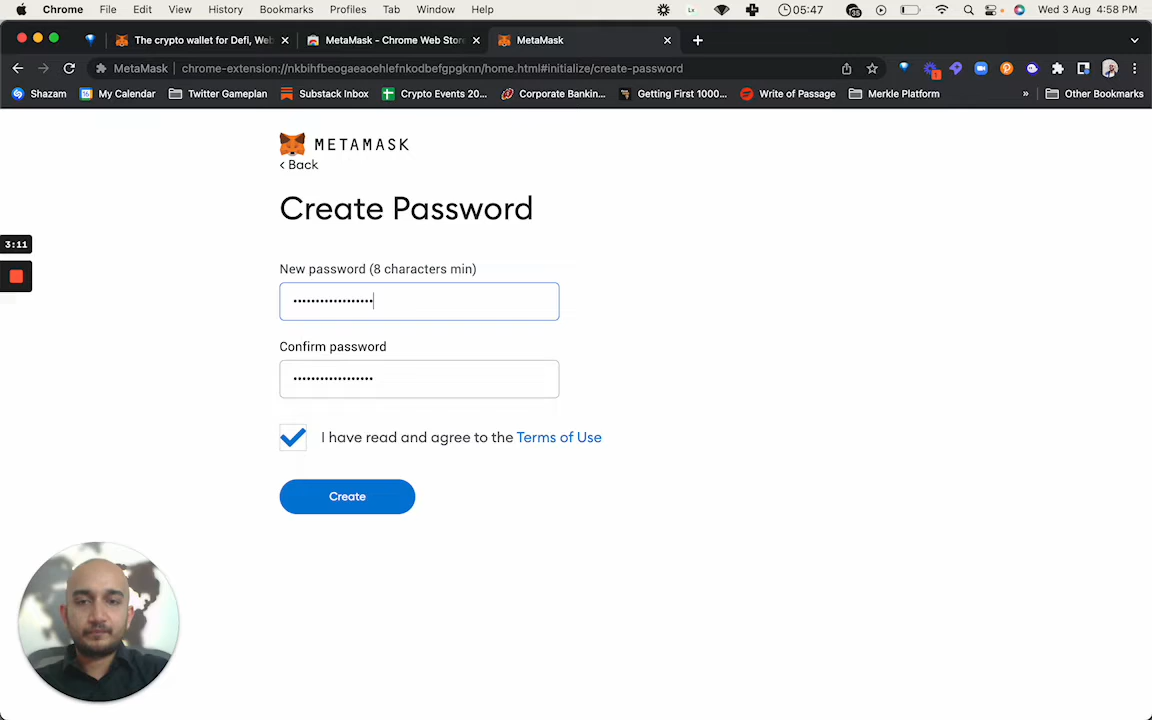 Chrome File Edit View History Bookmarks Profiles Tab Window Help 05:47 Wed 3 Aug 4:58 PM
The crypto wallet for Defi, Web MetaMask - Chrome Web Store MetaMask
MetaMask chrome-extension://nkbihfbeogaeaoehlefnkodbefgpgknn/home.html#initialize/create-password
Shazam My Calendar Twitter Gameplan Substack Inbox Crypto Events 20... Corporate Bankin... Getting First 1000... Write of Passage Merkle Platform » Other Bookmarks
METAMASK
< Back
Create Password
3:11
New password (8 characters min)
••••••••••••••••••
Confirm password
••••••••••••••••••
I have read and agree to the Terms of Use
Create